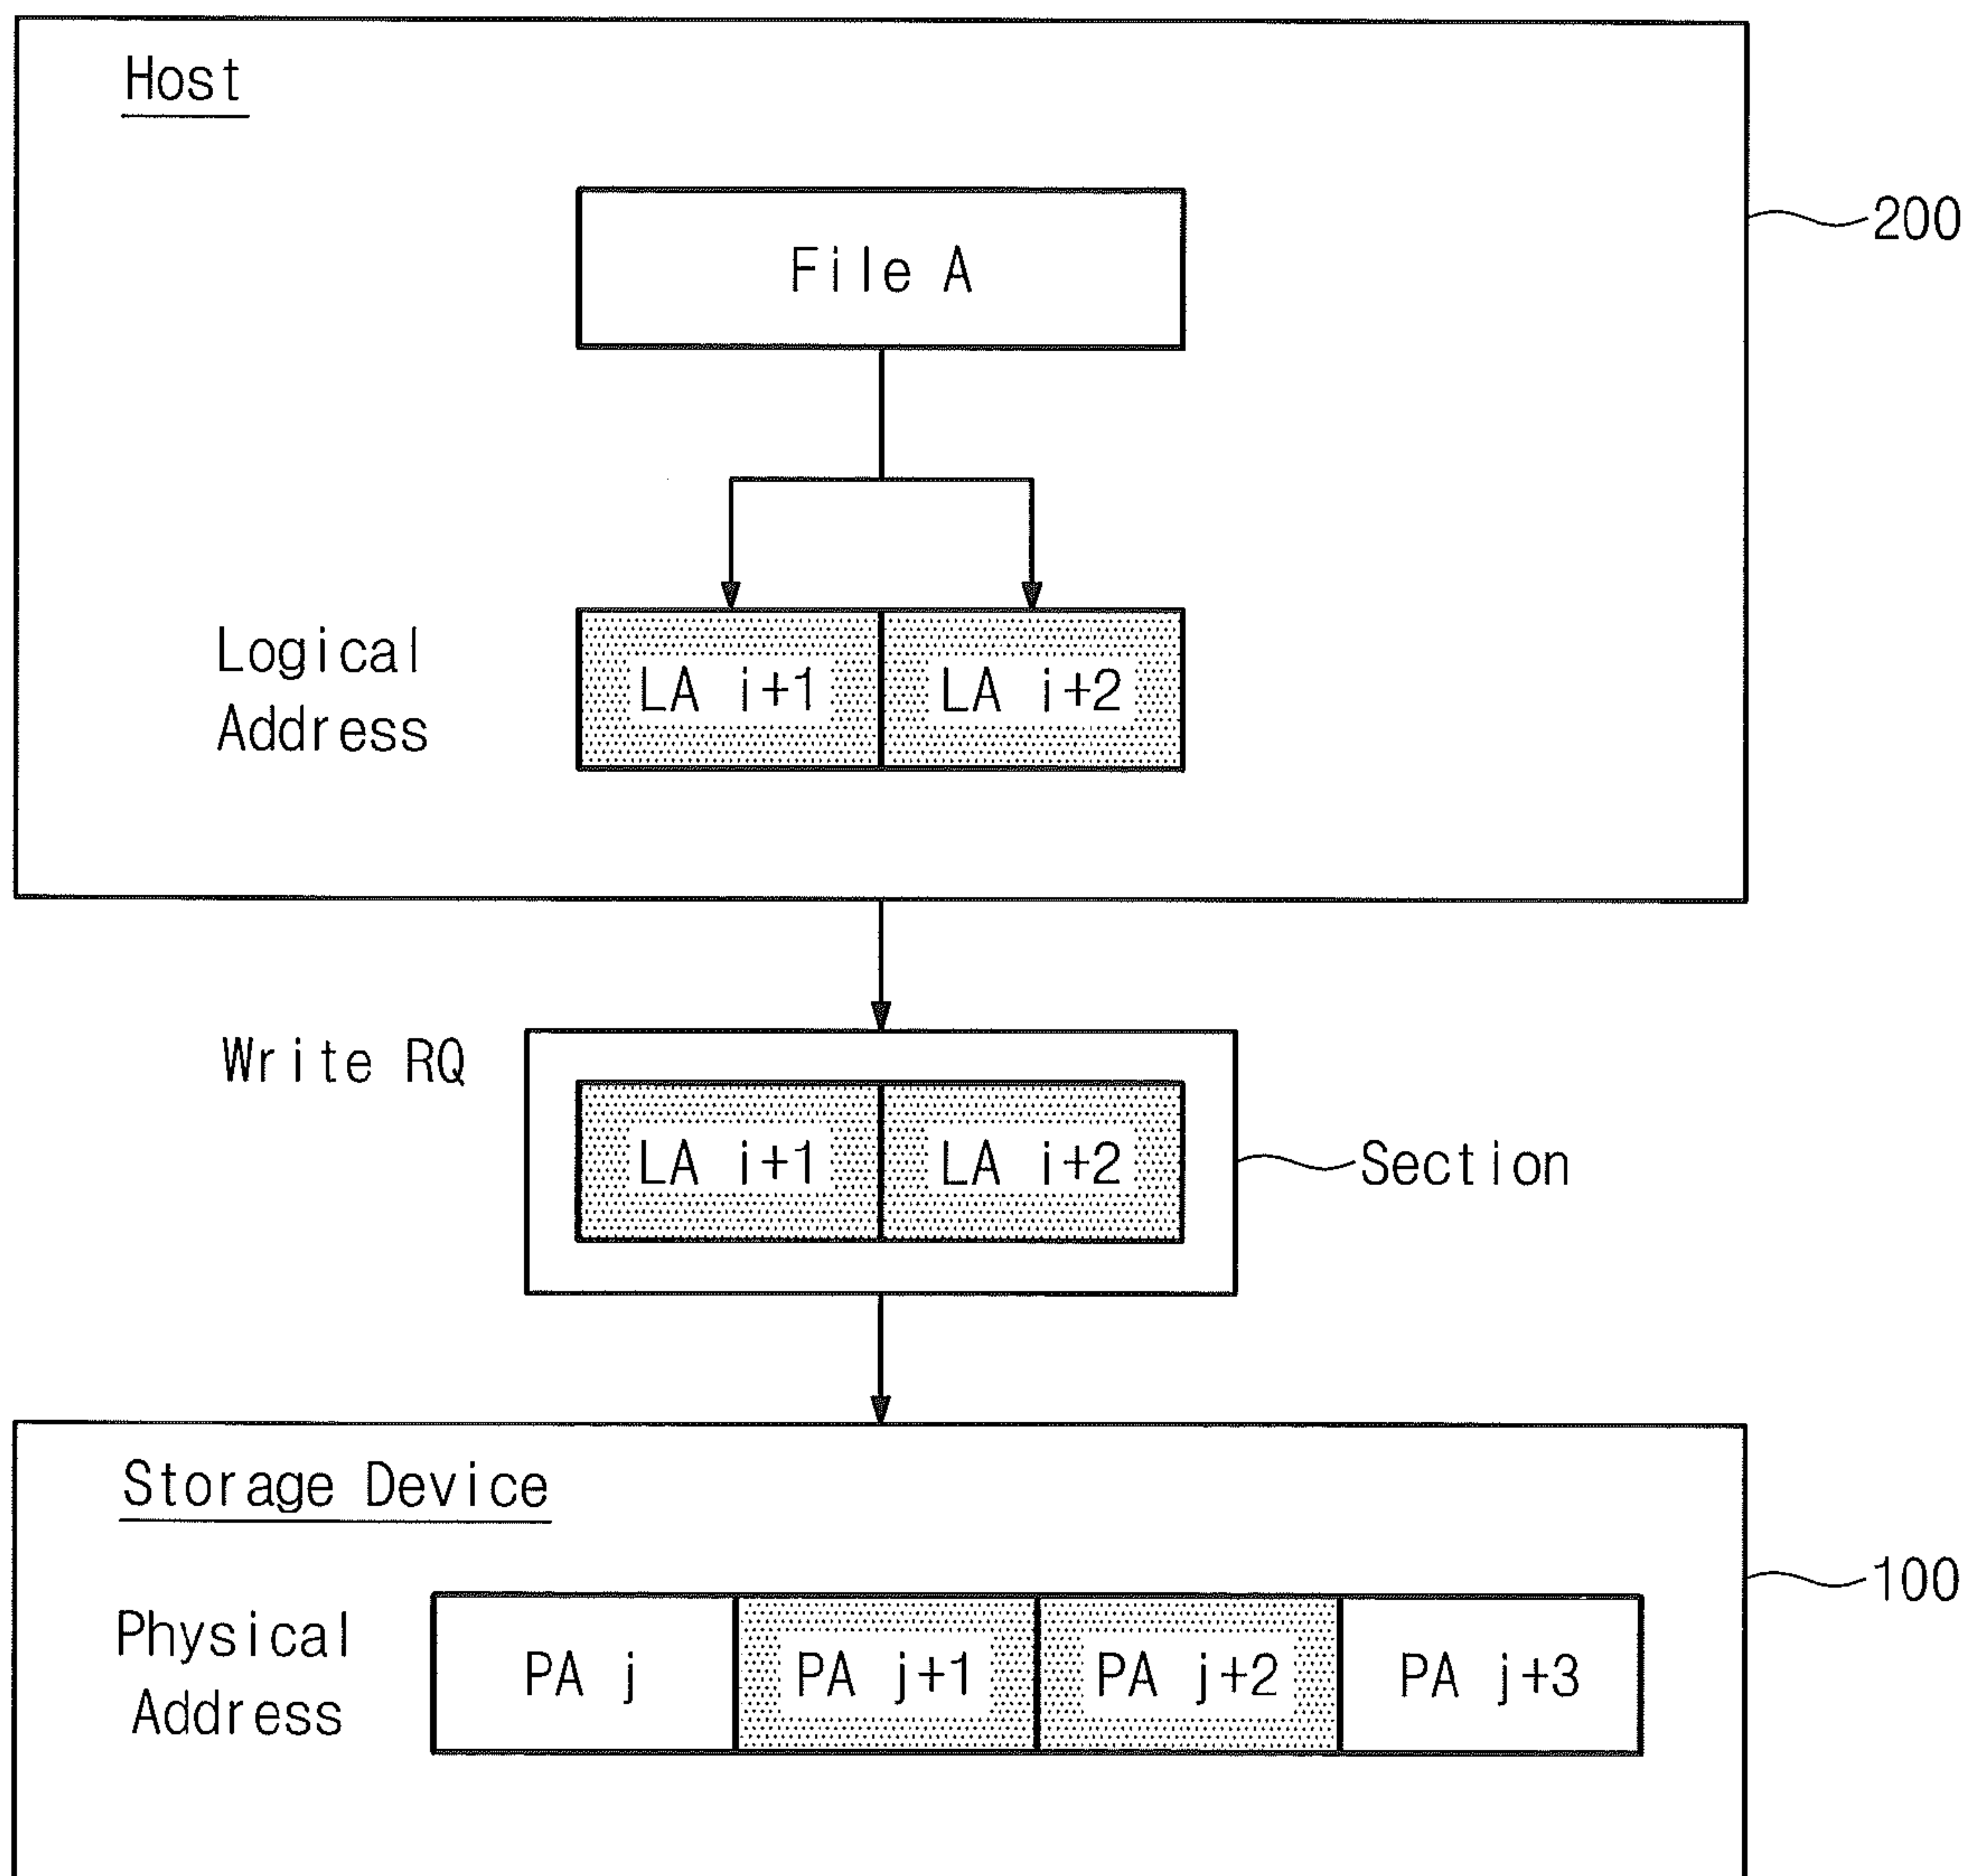 Host
200
File A
Logical
Address
LA i+1 LA i+2
Write RQ
LA i+1 LA i+2
Section
Storage Device
100
Physical
Address
PA j PA j+1 PA j+2 PA j+3